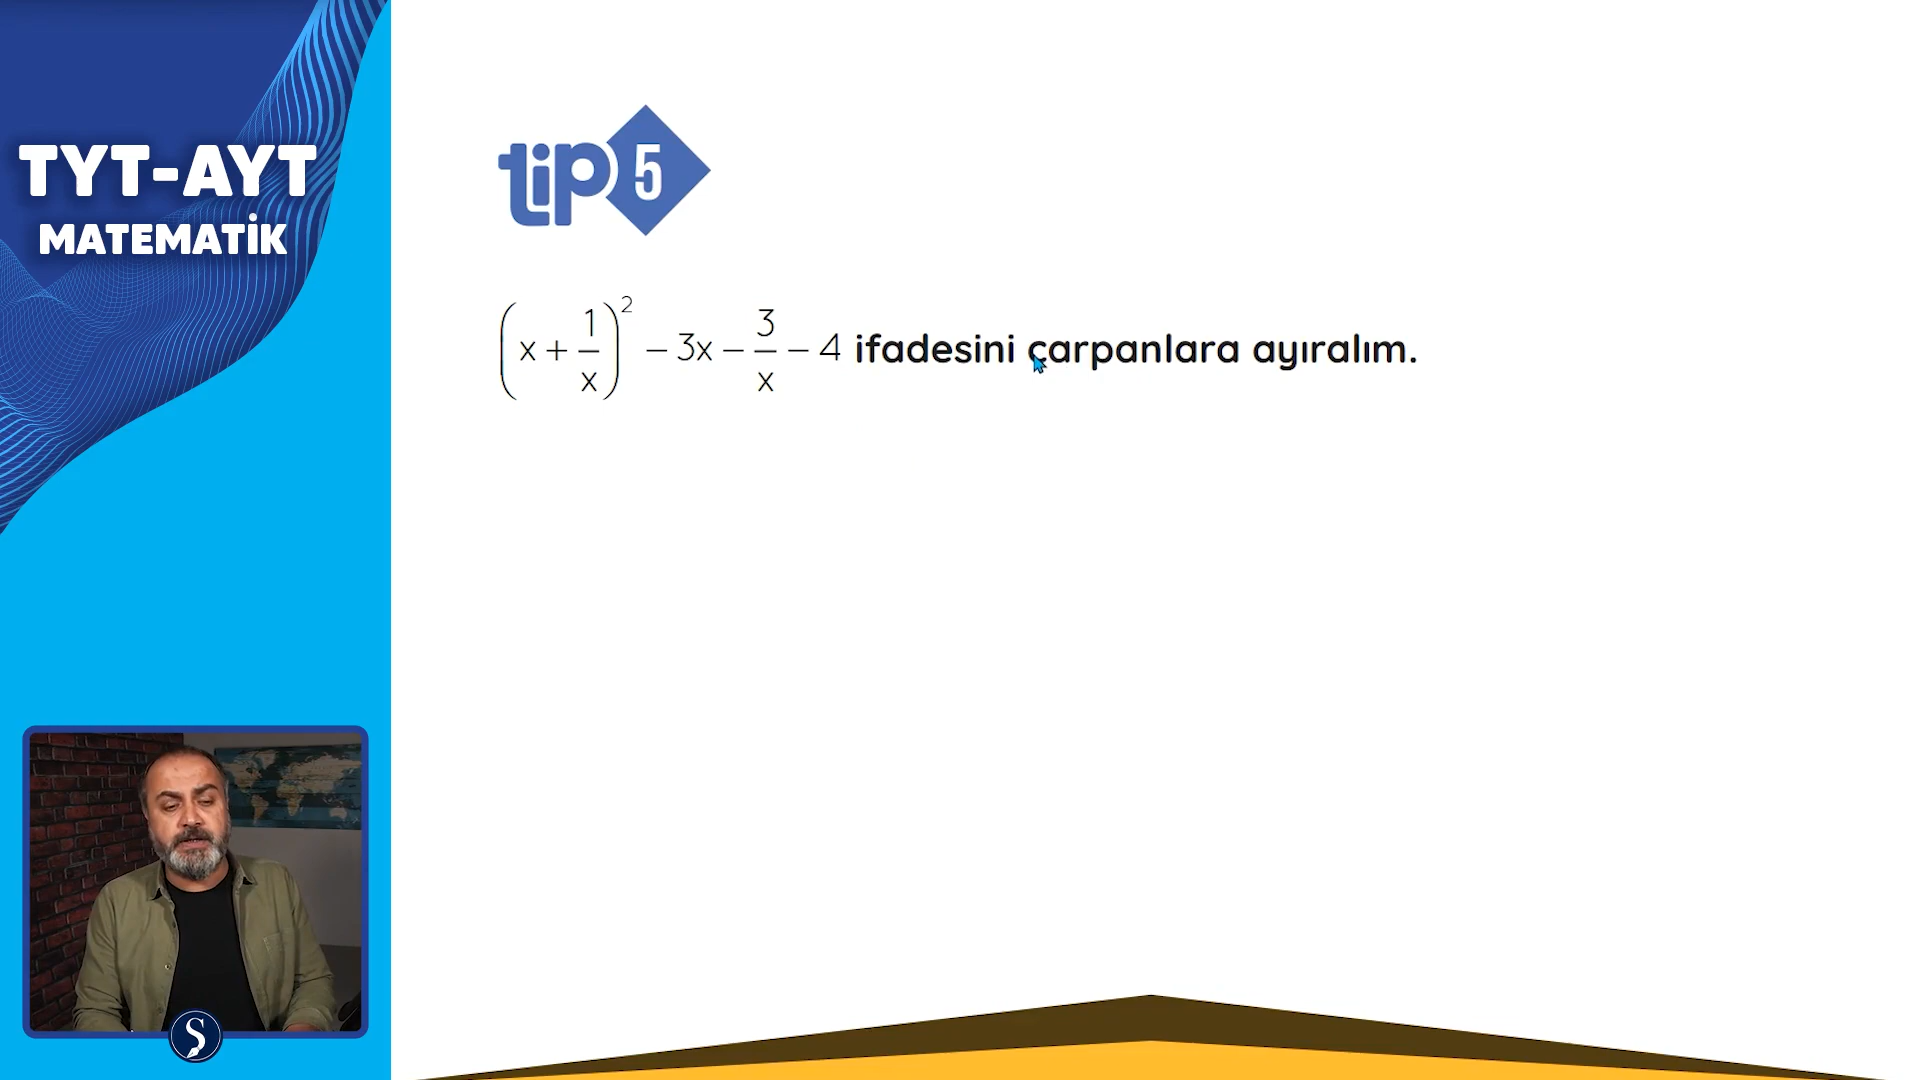 TYT-AYT
MATEMATİK
tip 5
(x + 1/x)² − 3x − 3/x − 4 ifadesini çarpanlara ayıralım.
Ş